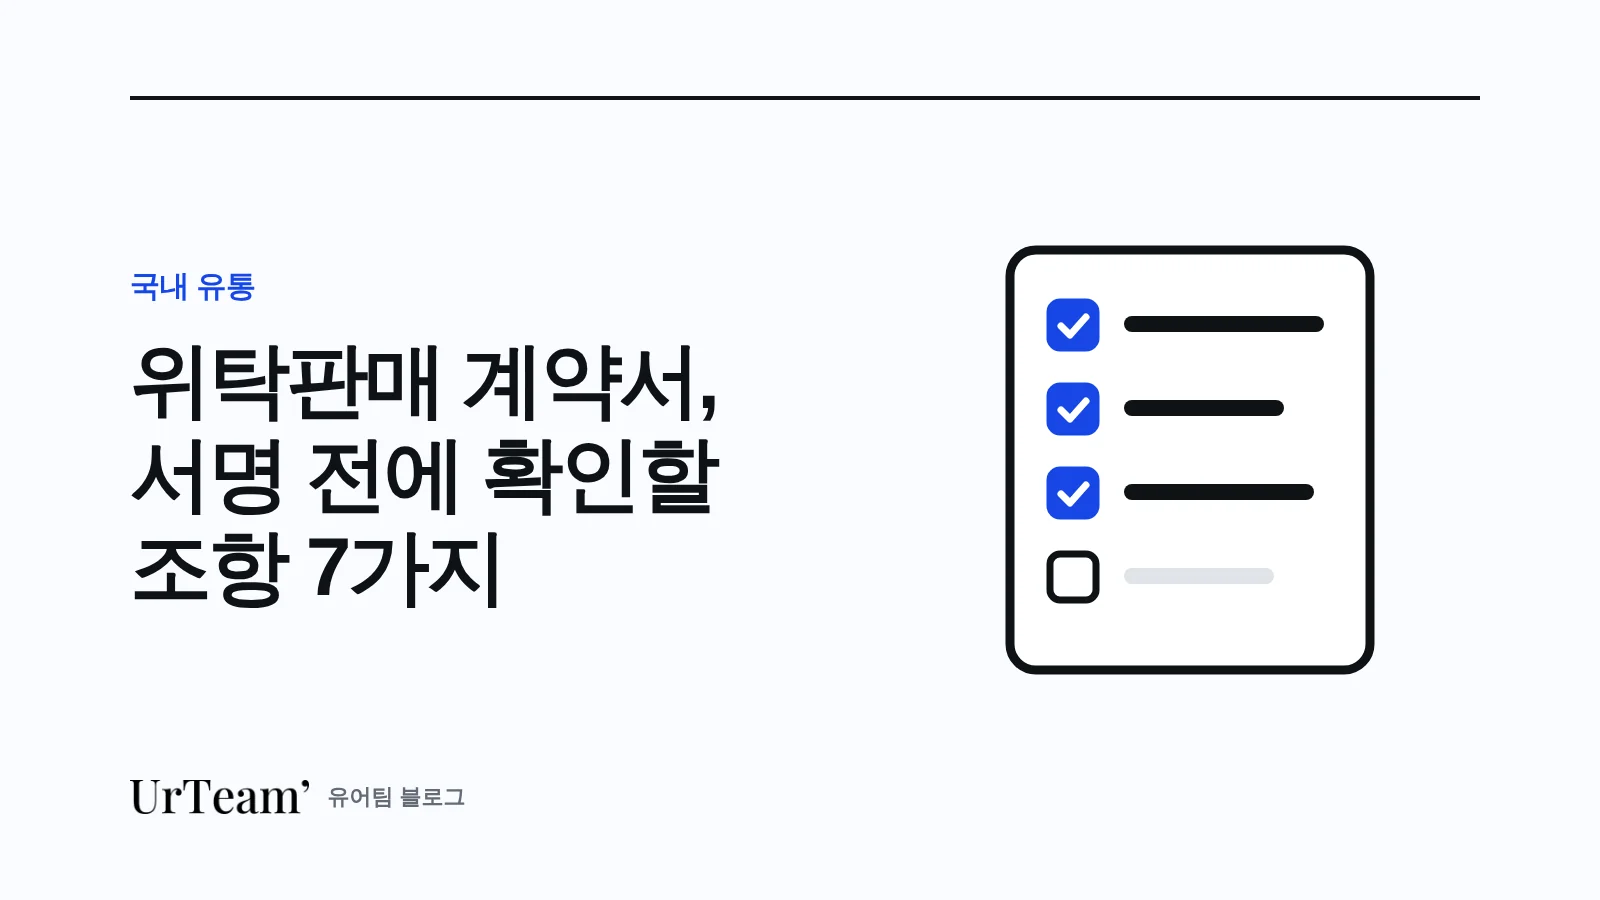 국내 유통
위탁판매 계약서,
서명 전에 확인할
조항 7가지
UrTeam’ 유어팀 블로그